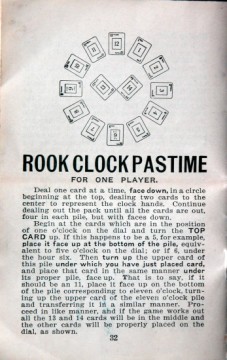 ROOK CLOCK PASTIME
FOR ONE PLAYER.
Deal one card at a time, face down, in a circle
beginning at the top, dealing two cards to the
center to represent the clock hands. Continue
dealing out the pack until all the cards are out,
four in each pile, but with faces down.
Begin at the cards which are in the position
of one o'clock on the dial and turn the TOP
CARD up. If this happens to be a 5, for example,
place it face up at the bottom of the pile, equiv-
alent to five o'clock on the dial; or if 6, under
the hour six. Then turn up the upper card of
this pile under which you have just placed card,
and place that card in the same manner under
its proper pile, face up. That is to say, if it
should be an 11, place it face up on the bottom
of the pile corresponding to eleven o'clock, turn-
ing up the upper card of the eleven o'clock pile
and transferring it in a similar manner. Pro-
ceed in like manner, and if the game works out
all the 13 and 14 cards will be in the middle and
the other cards will be properly placed on the
dial, as shown.
32